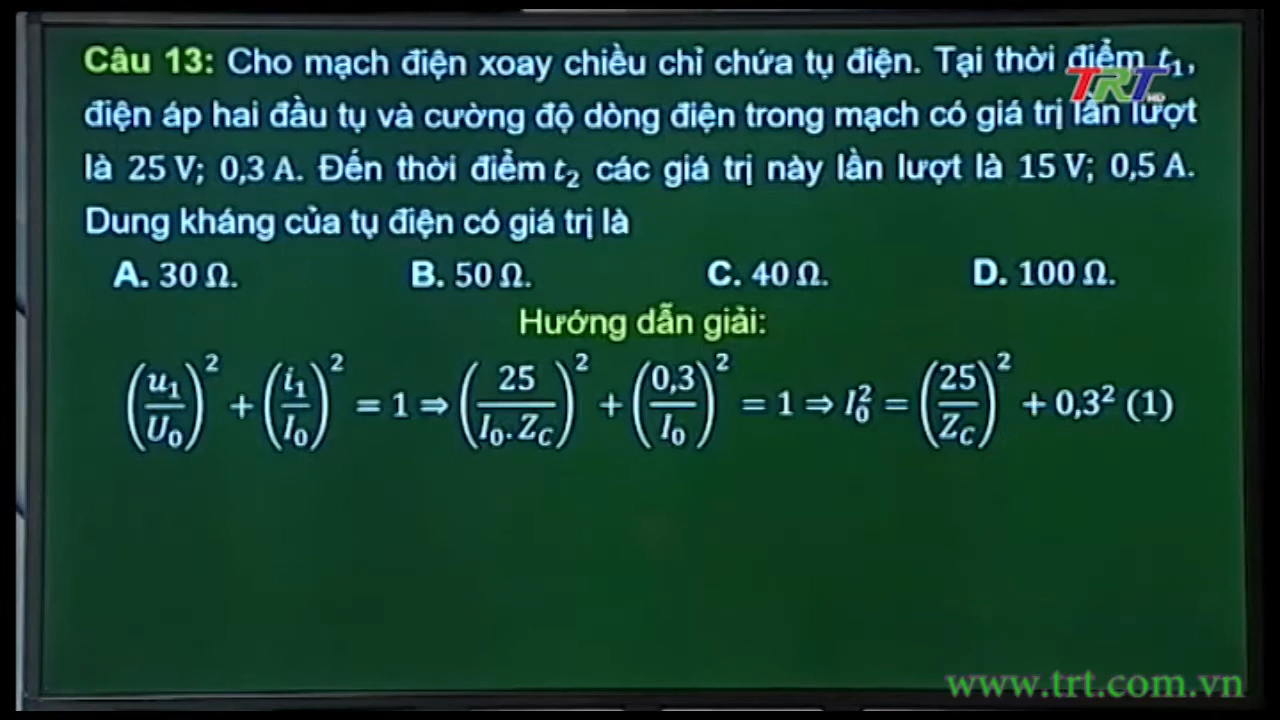 Câu 13: Cho mạch điện xoay chiều chỉ chứa tụ điện. Tại thời điểm t₁,
TRT HD
điện áp hai đầu tụ và cường độ dòng điện trong mạch có giá trị lần lượt
là 25 V; 0,3 A. Đến thời điểm t₂ các giá trị này lần lượt là 15 V; 0,5 A.
Dung kháng của tụ điện có giá trị là
A. 30 Ω. B. 50 Ω. C. 40 Ω. D. 100 Ω.
Hướng dẫn giải:
(u₁/U₀)² + (i₁/I₀)² = 1 ⇒ (25/I₀.Z_C)² + (0,3/I₀)² = 1 ⇒ I₀² = (25/Z_C)² + 0,3² (1)
www.trt.com.vn